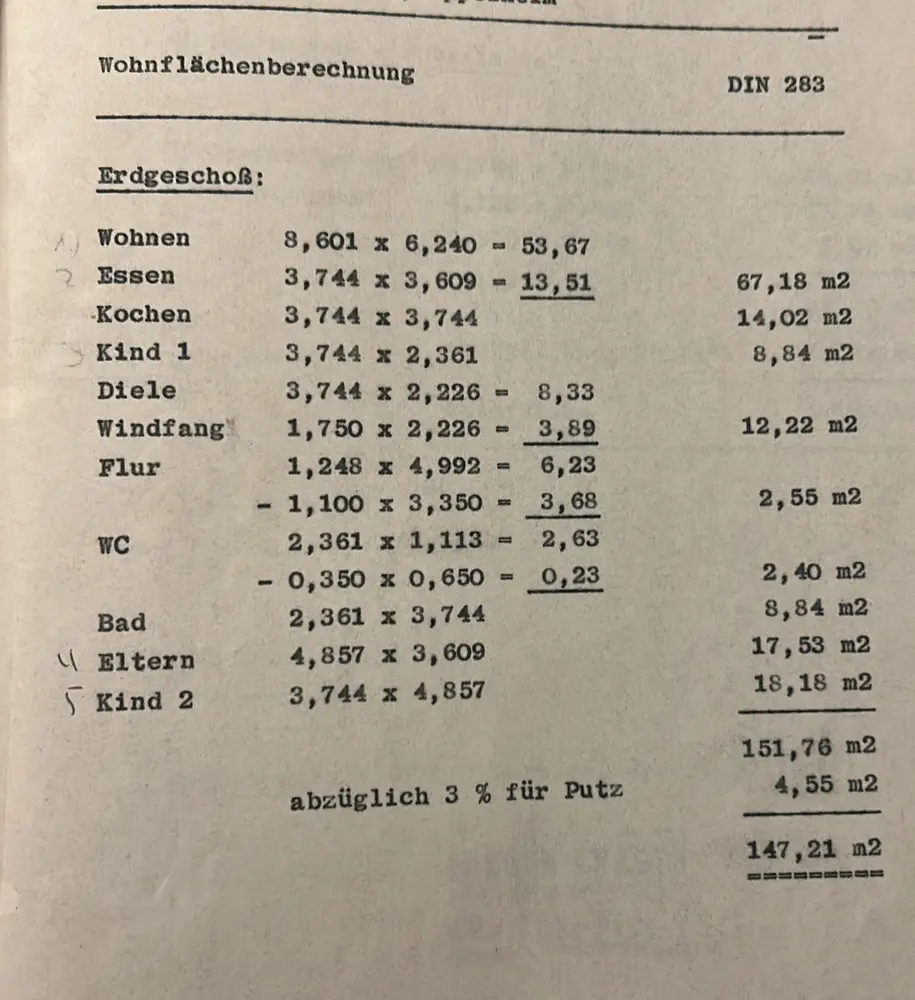 Wohnflächenberechnung DIN 283
Erdgeschoß:
1) Wohnen 8,601 x 6,240 = 53,67
2 Essen 3,744 x 3,609 = 13,51 67,18 m2
Kochen 3,744 x 3,744 14,02 m2
3 Kind 1 3,744 x 2,361 8,84 m2
Diele 3,744 x 2,226 = 8,33
Windfang 1,750 x 2,226 = 3,89 12,22 m2
Flur 1,248 x 4,992 = 6,23
- 1,100 x 3,350 = 3,68 2,55 m2
WC 2,361 x 1,113 = 2,63
- 0,350 x 0,650 = 0,23 2,40 m2
Bad 2,361 x 3,744 8,84 m2
4 Eltern 4,857 x 3,609 17,53 m2
5 Kind 2 3,744 x 4,857 18,18 m2
151,76 m2
abzüglich 3 % für Putz 4,55 m2
147,21 m2